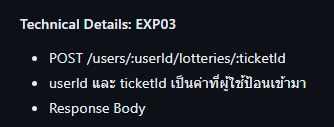 Technical Details: EXP03
POST /users/:userId/lotteries/:ticketId
userId และ ticketId เป็นค่าที่ผู้ใช้ป้อนเข้ามา
Response Body